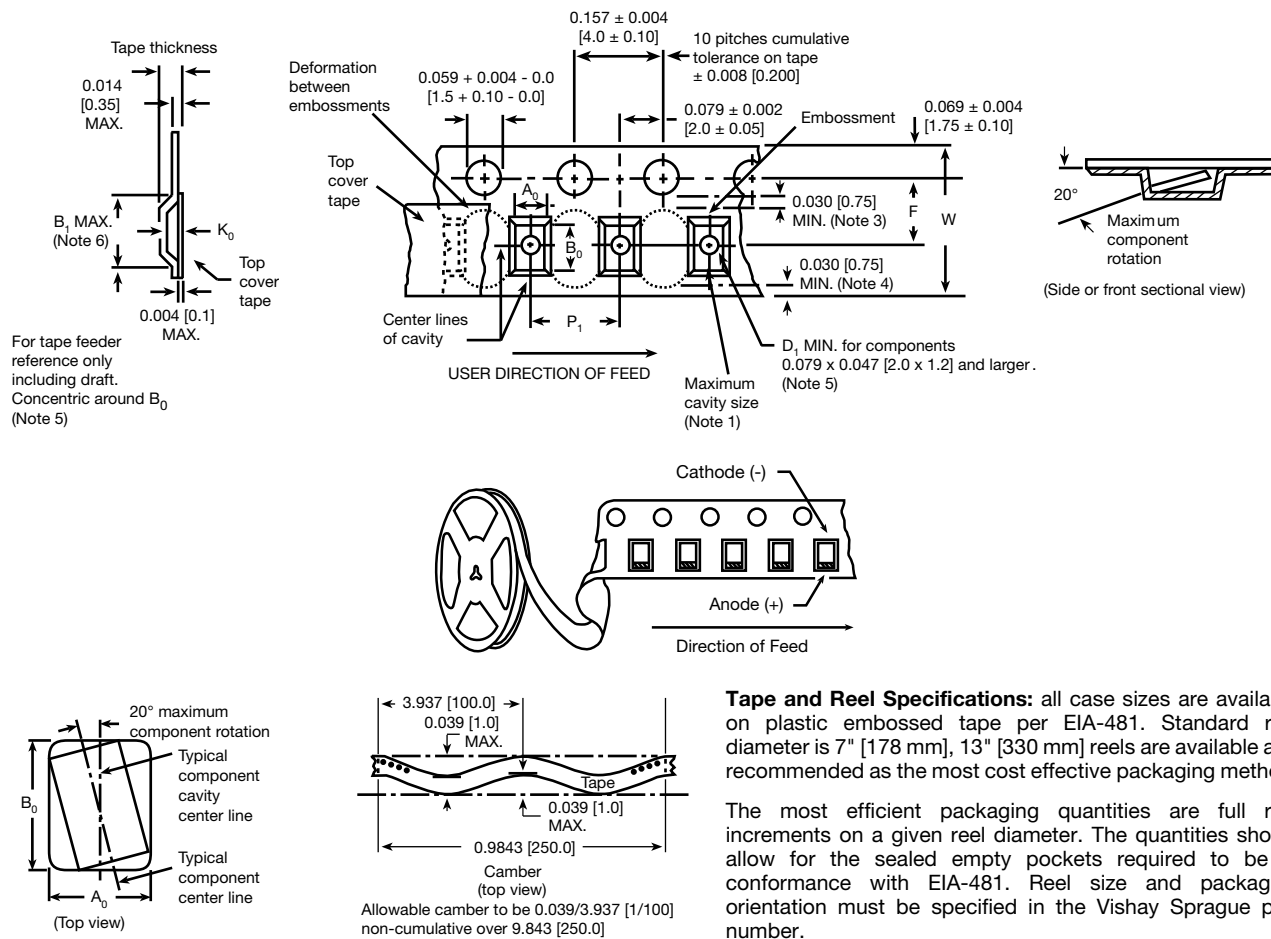 Tape thickness
0.014
[0.35]
MAX.
B1 MAX.
(Note 6)
K0
Top
cover
tape
0.004 [0.1]
MAX.
For tape feeder
reference only
including draft.
Concentric around B0
(Note 5)
Deformation
between
embossments
Top
cover
tape
0.059 + 0.004 - 0.0
[1.5 + 0.10 - 0.0]
0.157 ± 0.004
[4.0 ± 0.10]
10 pitches cumulative
tolerance on tape
± 0.008 [0.200]
0.079 ± 0.002
[2.0 ± 0.05]
Embossment
0.069 ± 0.004
[1.75 ± 0.10]
A0
B0
0.030 [0.75]
MIN. (Note 3)
F
W
0.030 [0.75]
MIN. (Note 4)
Center lines
of cavity
P1
USER DIRECTION OF FEED
Maximum
cavity size
(Note 1)
D1 MIN. for components
0.079 x 0.047 [2.0 x 1.2] and larger.
(Note 5)
20°
Maximum
component
rotation
(Side or front sectional view)
Cathode (-)
Anode (+)
Direction of Feed
20° maximum
component rotation
Typical
component
cavity
center line
B0
Typical
component
center line
A0
(Top view)
3.937 [100.0]
0.039 [1.0]
MAX.
Tape
0.039 [1.0]
MAX.
0.9843 [250.0]
Camber
(top view)
Allowable camber to be 0.039/3.937 [1/100]
non-cumulative over 9.843 [250.0]
Tape and Reel Specifications: all case sizes are
on plastic embossed tape per EIA-481. Standard
diameter is 7" [178 mm], 13" [330 mm] reels are available
recommended as the most cost effective packaging
The most efficient packaging quantities are full
increments on a given reel diameter. The quantities
allow for the sealed empty pockets required to be
conformance with EIA-481. Reel size and
orientation must be specified in the Vishay Sprague
number.